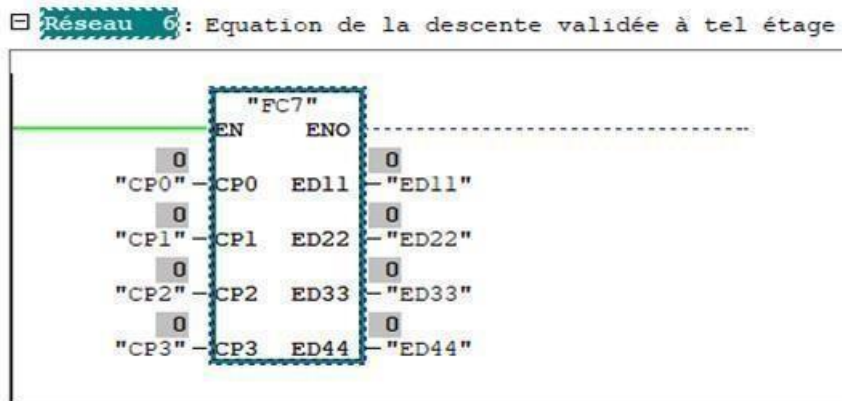 Réseau 6: Equation de la descente validée à tel étage
"FC7"
EN ENO
0 0
"CP0" CP0 ED11 "ED11"
0 0
"CP1" CP1 ED22 "ED22"
0 0
"CP2" CP2 ED33 "ED33"
0 0
"CP3" CP3 ED44 "ED44"